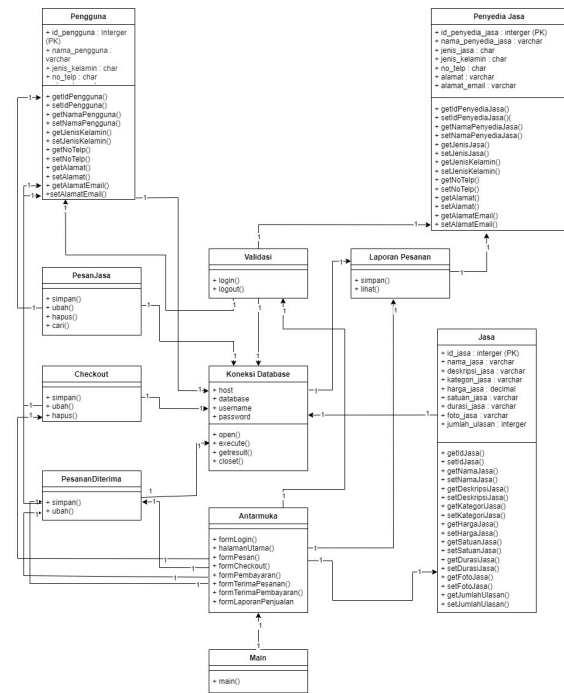 Pengguna
+ id_pengguna : Interger
(PK)
+ nama_pengguna :
varchar
+ jenis_kelamin : char
+ no_telp : char
+ getIdPengguna()
+ setIdPengguna()
+ getNamaPengguna()
+ setNamaPengguna()
+ getJenisKelamin()
+ setJenisKelamin()
+ getNoTelp()
+ setNoTelp()
+ getAlamat()
+ setAlamat()
+ getAlamatEmail()
+setAlamatEmail()
Penyedia Jasa
+ id_penyedia_jasa : interger (PK)
+ nama_penyedia_jasa : varchar
+ jenis_jasa : char
+ jenis_kelamin : char
+ no_telp : char
+ alamat : varchar
+ alamat_email : varchar
+ getIdPenyediaJasa()
+ setIdPenyediaJasa()(
+ getNamaPenyediaJasa()
+ setNamaPenyediaJasa()
+ getJenisJasa()
+ setJenisJasa()
+ getJenisKelamin()
+ setJenisKelamin()
+ getNoTelp()
+ setNoTelp()
+ getAlamat()
+ setAlamat()
+ getAlamatEmail()
+ setAlamatEmail()
Validasi
+ login()
+ logout()
Laporan Pesanan
+ simpan()
+ lihat()
PesanJasa
+ simpan()
+ ubah()
+ hapus()
+ cari()
Checkout
+ simpan()
+ ubah()
+ hapus()
Koneksi Database
+ host
+ database
+ username
+ password
+ open()
+ execute()
+ getresult()
+ closet()
Jasa
+ id_jasa : interger (PK)
+ nama_jasa : varchar
+ deskripsi_jasa : varchar
+ kategori_jasa : varchar
+ harga_jasa : decimal
+ satuan_jasa : varchar
+ durasi_jasa : varchar
+ foto_jasa : varchar
+ jumlah_ulasan : interger
+ getIdJasa()
+ setIdJasa()
+ getNamaJasa()
+ setNamaJasa()
+ getDeskripsiJasa()
+ setDeskripsiJasa()
+ getKategoriJasa()
+ setKategoriJasa()
+ getHargaJasa()
+ setHargaJasa()
+ getSatuanJasa()
+ setSatuanJasa()
+ getDurasiJasa()
+ setDurasiJasa()
+ getFotoJasa()
+ setFotoJasa()
+ getJumlahUlasan()
+ setJumlahUlasan()
PesananDiterima
+ simpan()
+ ubah()
Antarmuka
+ formLogin()
+ halamanUtama()
+ formPesan()
+ formCheckout()
+ formPembayaran()
+ formTerimaPesanan()
+ formTerimaPembayaran()
+ formLaporanPenjualan
Main
+ main()